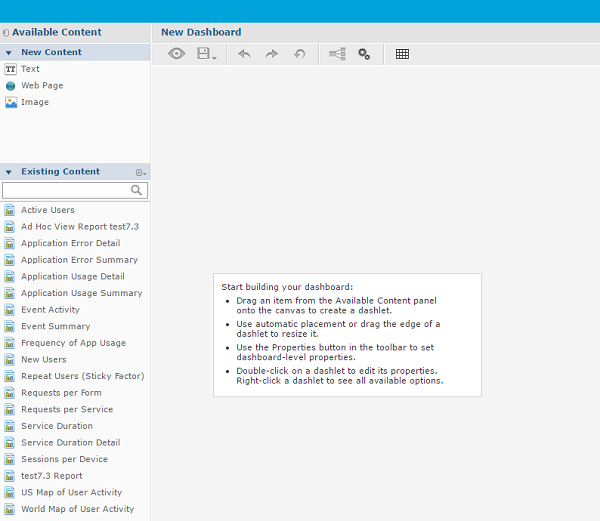 Available Content
New Dashboard
New Content
TT Text
Web Page
Image
Existing Content
Active Users
Ad Hoc View Report test7.3
Application Error Detail
Application Error Summary
Application Usage Detail
Application Usage Summary
Event Activity
Event Summary
Frequency of App Usage
New Users
Repeat Users (Sticky Factor)
Requests per Form
Requests per Service
Service Duration
Service Duration Detail
Sessions per Device
test7.3 Report
US Map of User Activity
World Map of User Activity
Start building your dashboard:
• Drag an item from the Available Content panel
onto the canvas to create a dashlet.
• Use automatic placement or drag the edge of a
dashlet to resize it.
• Use the Properties button in the toolbar to set
dashboard-level properties.
• Double-click on a dashlet to edit its properties.
Right-click a dashlet to see all available options.